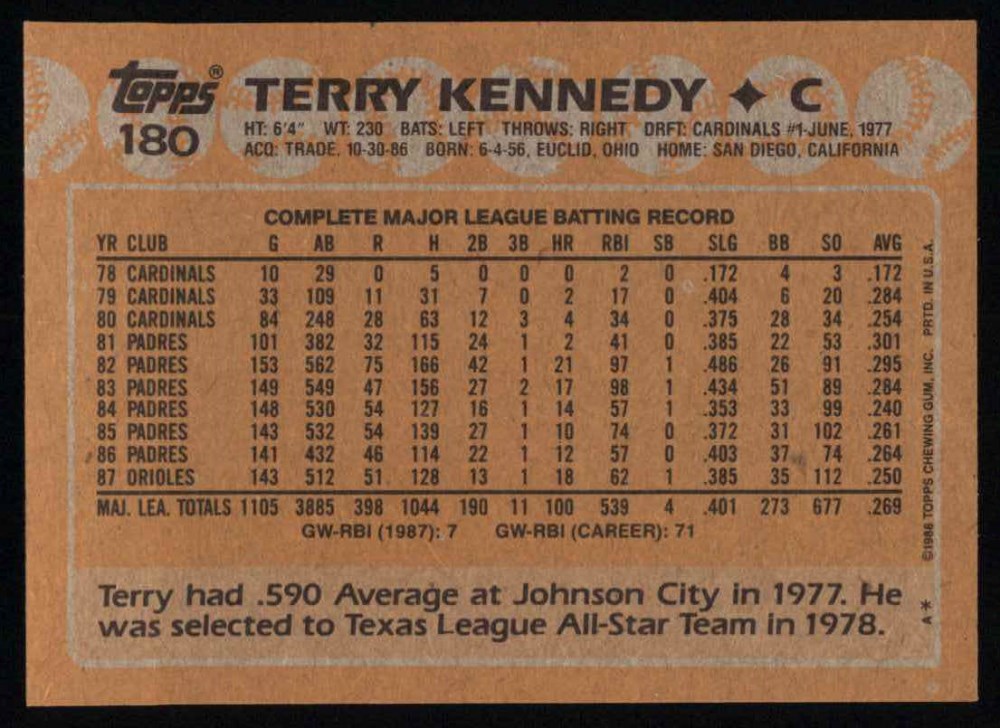 Topps® TERRY KENNEDY ✦ C
180 HT: 6'4" WT: 230 BATS: LEFT THROWS: RIGHT DRFT: CARDINALS #1-JUNE, 1977
ACQ: TRADE, 10-30-86 BORN: 6-4-56, EUCLID, OHIO HOME: SAN DIEGO, CALIFORNIA
COMPLETE MAJOR LEAGUE BATTING RECORD
YR CLUB G AB R H 2B 3B HR RBI SB SLG BB SO AVG
78 CARDINALS 10 29 0 5 0 0 0 2 0 .172 4 3 .172
79 CARDINALS 33 109 11 31 7 0 2 17 0 .404 6 20 .284
80 CARDINALS 84 248 28 63 12 3 4 34 0 .375 28 34 .254
81 PADRES 101 382 32 115 24 1 2 41 0 .385 22 53 .301
82 PADRES 153 562 75 166 42 1 21 97 1 .486 26 91 .295
83 PADRES 149 549 47 156 27 2 17 98 1 .434 51 89 .284
84 PADRES 148 530 54 127 16 1 14 57 1 .353 33 99 .240
85 PADRES 143 532 54 139 27 1 10 74 0 .372 31 102 .261
86 PADRES 141 432 46 114 22 1 12 57 0 .403 37 74 .264
87 ORIOLES 143 512 51 128 13 1 18 62 1 .385 35 112 .250
MAJ. LEA. TOTALS 1105 3885 398 1044 190 11 100 539 4 .401 273 677 .269
GW-RBI (1987): 7 GW-RBI (CAREER): 71
Terry had .590 Average at Johnson City in 1977. He
was selected to Texas League All-Star Team in 1978.
A* ©1988 TOPPS CHEWING GUM, INC. PRTD. IN U.S.A.